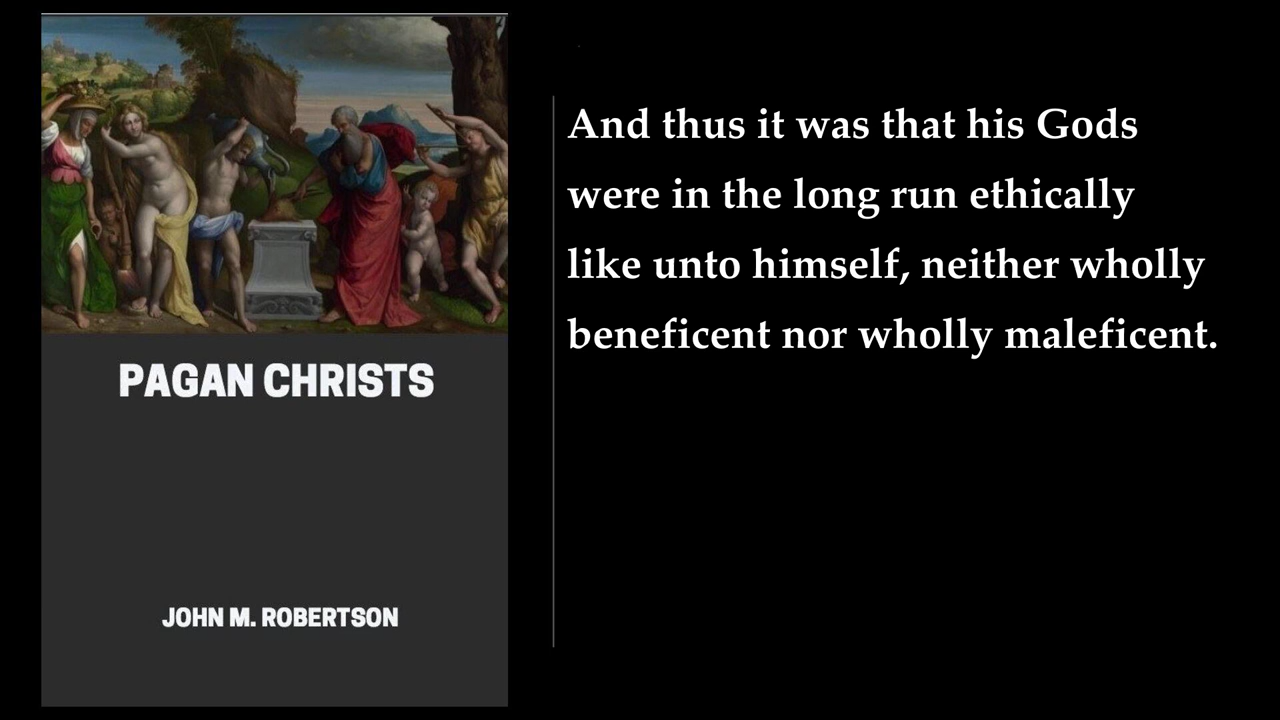 PAGAN CHRISTS
JOHN M. ROBERTSON
And thus it was that his Gods
were in the long run ethically
like unto himself, neither wholly
beneficent nor wholly maleficent.